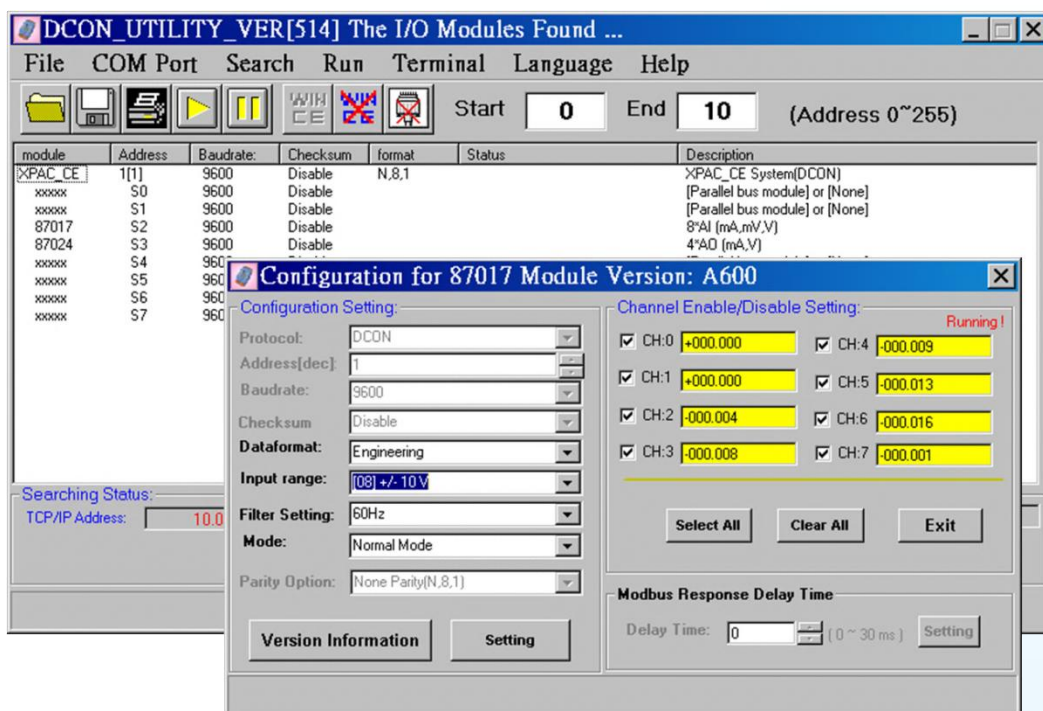 DCON_UTILITY_VER[514] The I/O Modules Found ...
File COM Port Search Run Terminal Language Help
WIN CE WIN CE Start 0 End 10 (Address 0~255)
module Address Baudrate: Checksum format Status Description
XPAC_CE 1[1] 9600 Disable N,8,1 XPAC_CE System(DCON)
xxxxx S0 9600 Disable [Parallel bus module] or [None]
xxxxx S1 9600 Disable [Parallel bus module] or [None]
87017 S2 9600 Disable 8*AI (mA,mV,V)
87024 S3 9600 Disable 4*AO (mA,V)
xxxxx S4
xxxxx S5
xxxxx S6
xxxxx S7
Searching Status:
TCP/IP Address:
Configuration for 87017 Module Version: A600
Configuration Setting:
Protocol: DCON
Address[dec]: 1
Baudrate: 9600
Checksum Disable
Dataformat: Engineering
Input range: [08] +/- 10 V
Filter Setting: 60Hz
Mode: Normal Mode
Parity Option: None Parity(N,8,1)
Version Information Setting
Channel Enable/Disable Setting:
Running !
CH:0 +000.000 CH:4 -000.009
CH:1 +000.000 CH:5 -000.013
CH:2 -000.004 CH:6 -000.016
CH:3 -000.008 CH:7 -000.001
Select All Clear All Exit
Modbus Response Delay Time
Delay Time: 0 ( 0 ~ 30 ms ) Setting